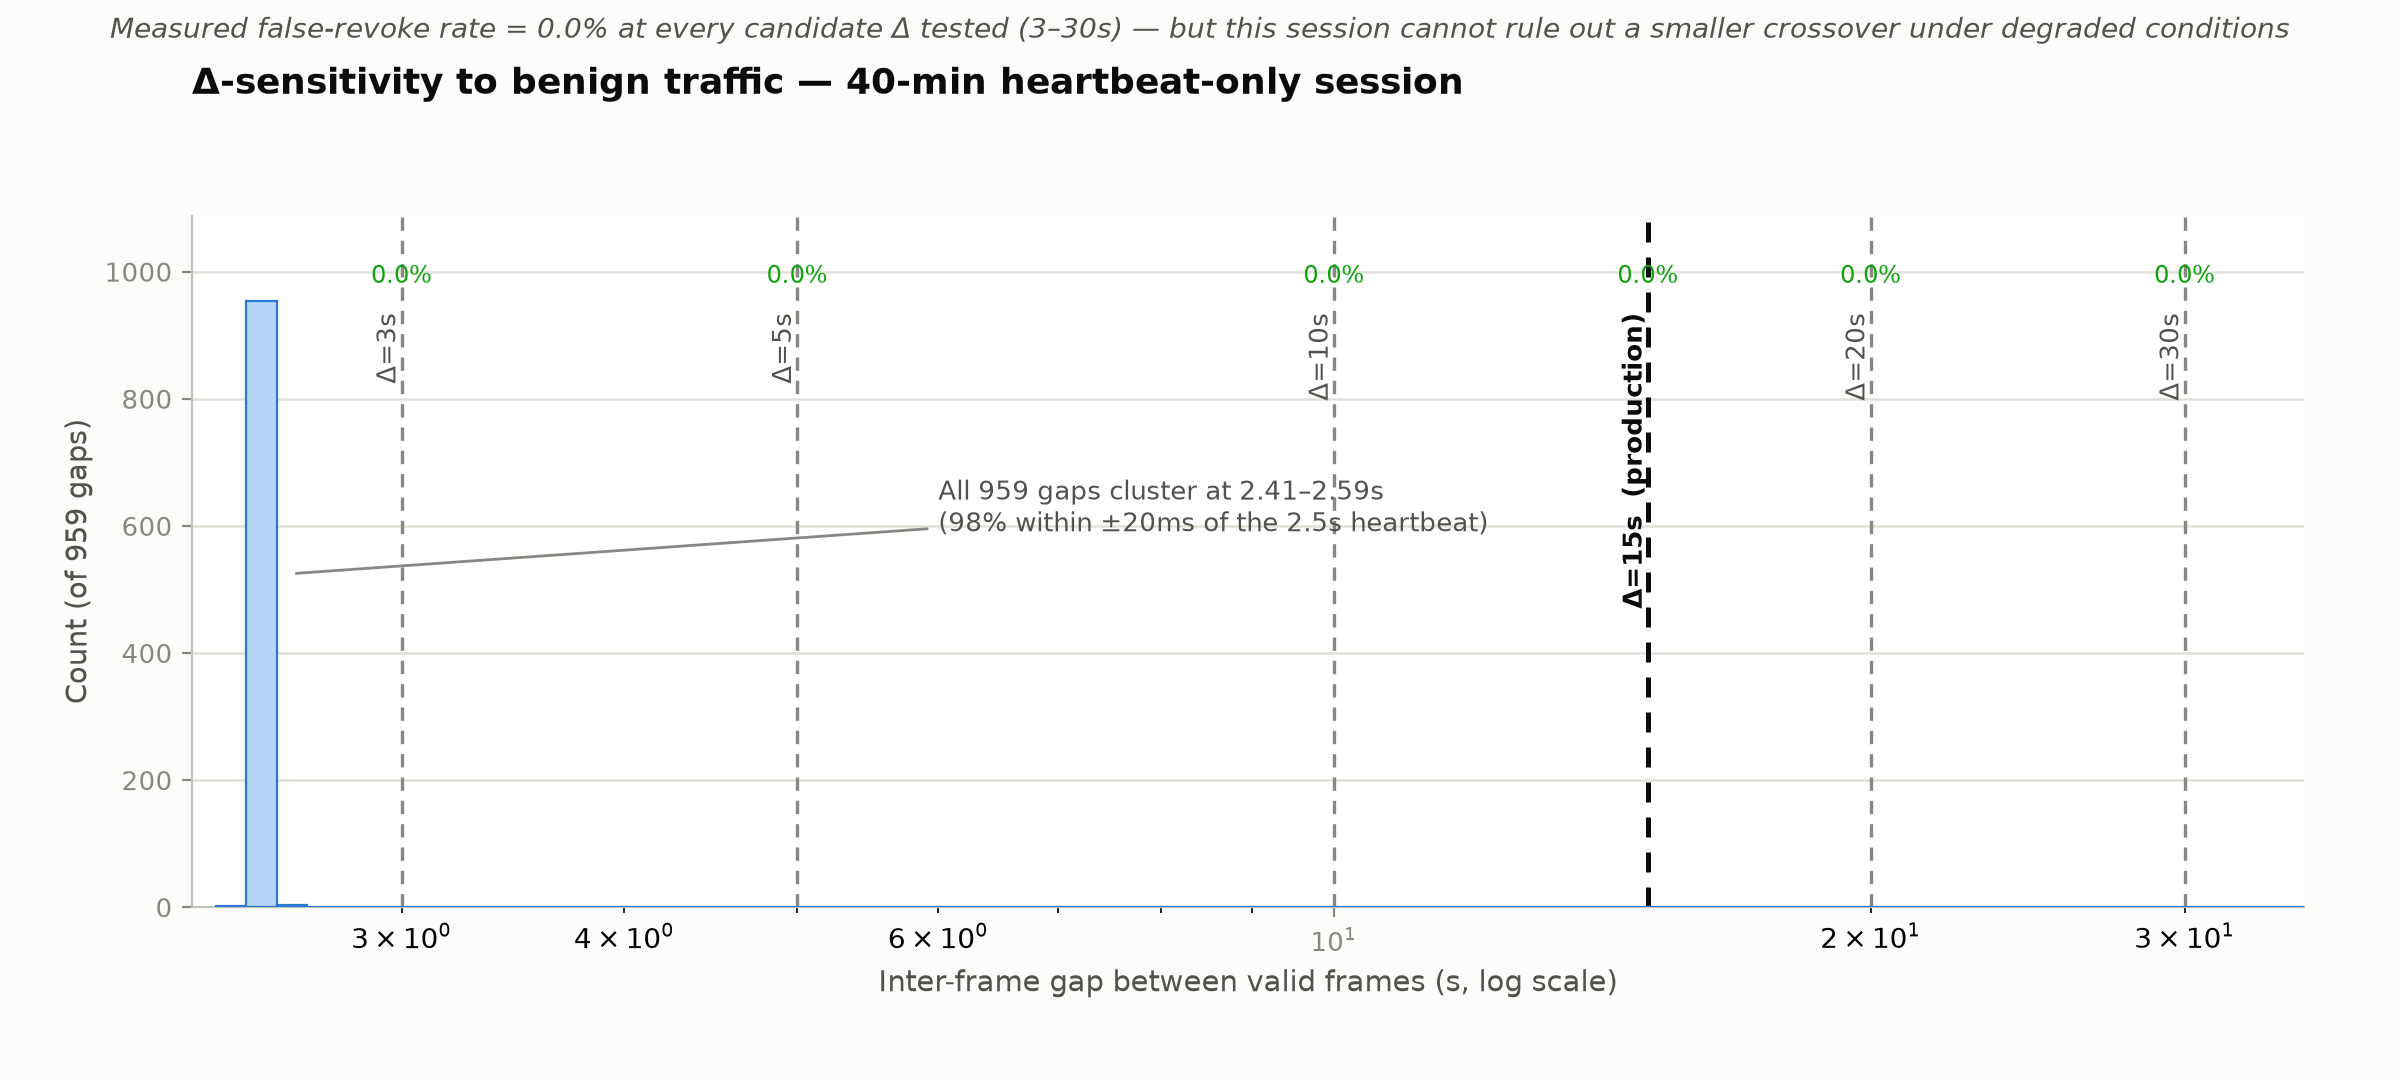 Measured false-revoke rate = 0.0% at every candidate Δ tested (3–30s) — but this session cannot rule out a smaller crossover under degraded conditions
Δ-sensitivity to benign traffic — 40-min heartbeat-only session
Count (of 959 gaps)
1000
800
600
400
200
0
0.0%
0.0%
0.0%
0.0%
0.0%
0.0%
Δ=3s
Δ=5s
Δ=10s
Δ=15s (production)
Δ=20s
Δ=30s
All 959 gaps cluster at 2.41–2.59s
(98% within ±20ms of the 2.5s heartbeat)
3 × 10⁰
4 × 10⁰
6 × 10⁰
10¹
2 × 10¹
3 × 10¹
Inter-frame gap between valid frames (s, log scale)